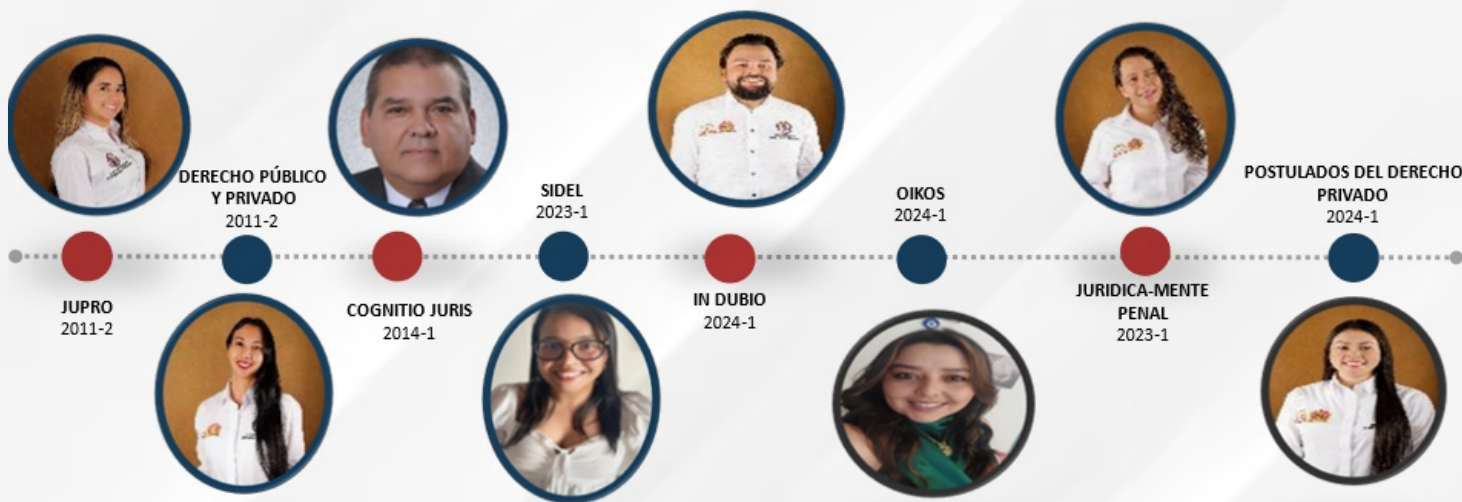 JUPRO
2011-2
DERECHO PÚBLICO
Y PRIVADO
2011-2
COGNITIO JURIS
2014-1
SIDEL
2023-1
IN DUBIO
2024-1
OIKOS
2024-1
JURIDICA-MENTE
PENAL
2023-1
POSTULADOS DEL DERECHO
PRIVADO
2024-1